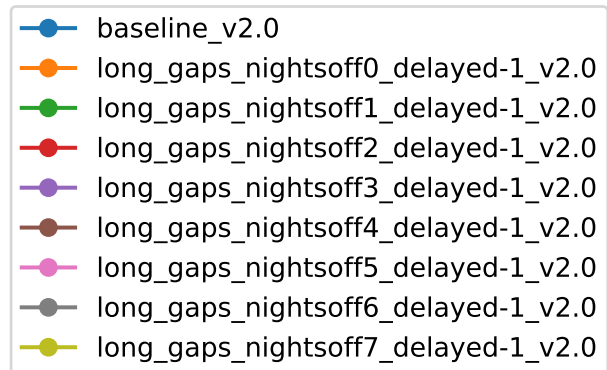 baseline_v2.0
long_gaps_nightsoff0_delayed-1_v2.0
long_gaps_nightsoff1_delayed-1_v2.0
long_gaps_nightsoff2_delayed-1_v2.0
long_gaps_nightsoff3_delayed-1_v2.0
long_gaps_nightsoff4_delayed-1_v2.0
long_gaps_nightsoff5_delayed-1_v2.0
long_gaps_nightsoff6_delayed-1_v2.0
long_gaps_nightsoff7_delayed-1_v2.0